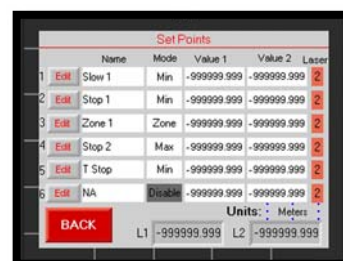 Set Points
Name Mode Value 1 Value 2 Laser
1 Edit Slow 1 Min -999999.999 -999999.999 2
2 Edit Stop 1 Min -999999.999 -999999.999 2
3 Edit Zone 1 Zone -999999.999 -999999.999 2
4 Edit Stop 2 Max -999999.999 -999999.999 2
5 Edit T Stop Min -999999.999 -999999.999 2
6 Edit NA Disable -999999.999 -999999.999 2
Units: Meters
BACK L1 -999999.999 L2 -999999.999